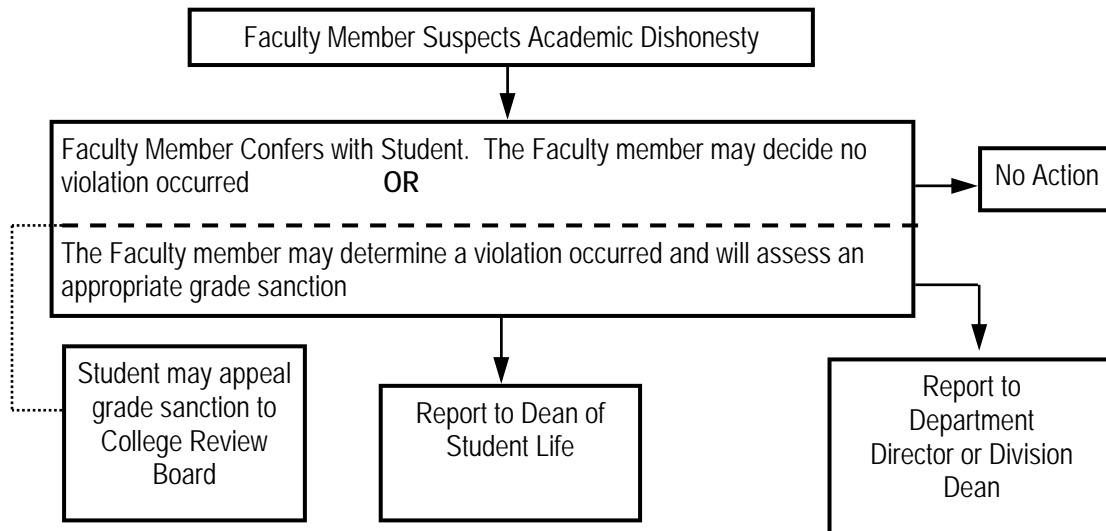 Faculty Member Suspects Academic Dishonesty
Faculty Member Confers with Student.  The Faculty member may decide no
violation occurred OR
No Action
The Faculty member may determine a violation occurred and will assess an
appropriate grade sanction
Student may appeal
grade sanction to
College Review
Board
Report to Dean of
Student Life
Report to
Department
Director or Division
Dean